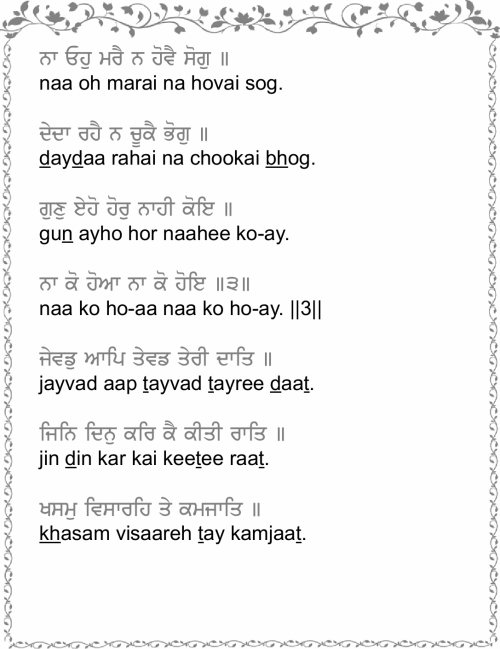 ਨਾ ਓਹੁ ਮਰੈ ਨ ਹੋਵੈ ਸੋਗੁ ॥
naa oh marai na hovai sog.
ਦੇਦਾ ਰਹੈ ਨ ਚੂਕੈ ਭੋਗੁ ॥
daydaa rahai na chookai bhog.
ਗੁਣੁ ਏਹੋ ਹੋਰੁ ਨਾਹੀ ਕੋਇ ॥
gun ayho hor naahee ko-ay.
ਨਾ ਕੋ ਹੋਆ ਨਾ ਕੋ ਹੋਇ ॥੩॥
naa ko ho-aa naa ko ho-ay. ||3||
ਜੇਵਡੁ ਆਪਿ ਤੇਵਡ ਤੇਰੀ ਦਾਤਿ ॥
jayvad aap tayvad tayree daat.
ਜਿਨਿ ਦਿਨੁ ਕਰਿ ਕੈ ਕੀਤੀ ਰਾਤਿ ॥
jin din kar kai keetee raat.
ਖਸਮੁ ਵਿਸਾਰਹਿ ਤੇ ਕਮਜਾਤਿ ॥
khasam visaareh tay kamjaat.